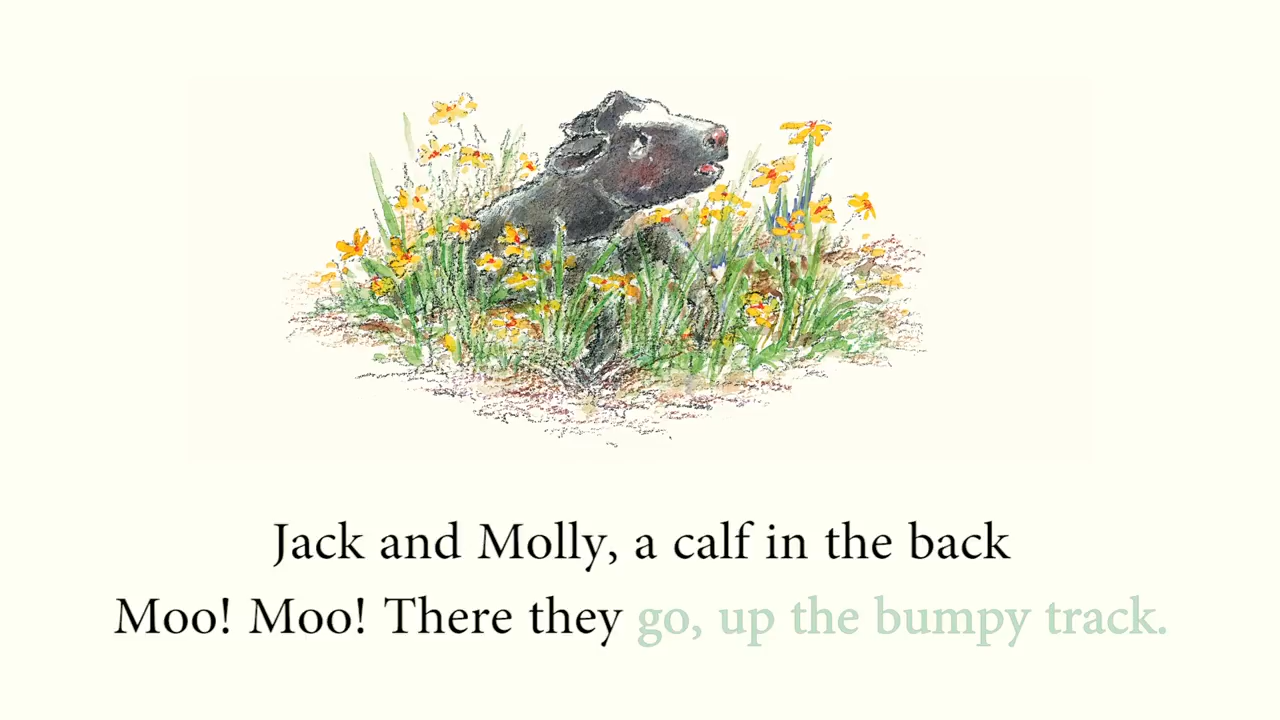 Jack and Molly, a calf in the back
Moo! Moo! There they go, up the bumpy track.